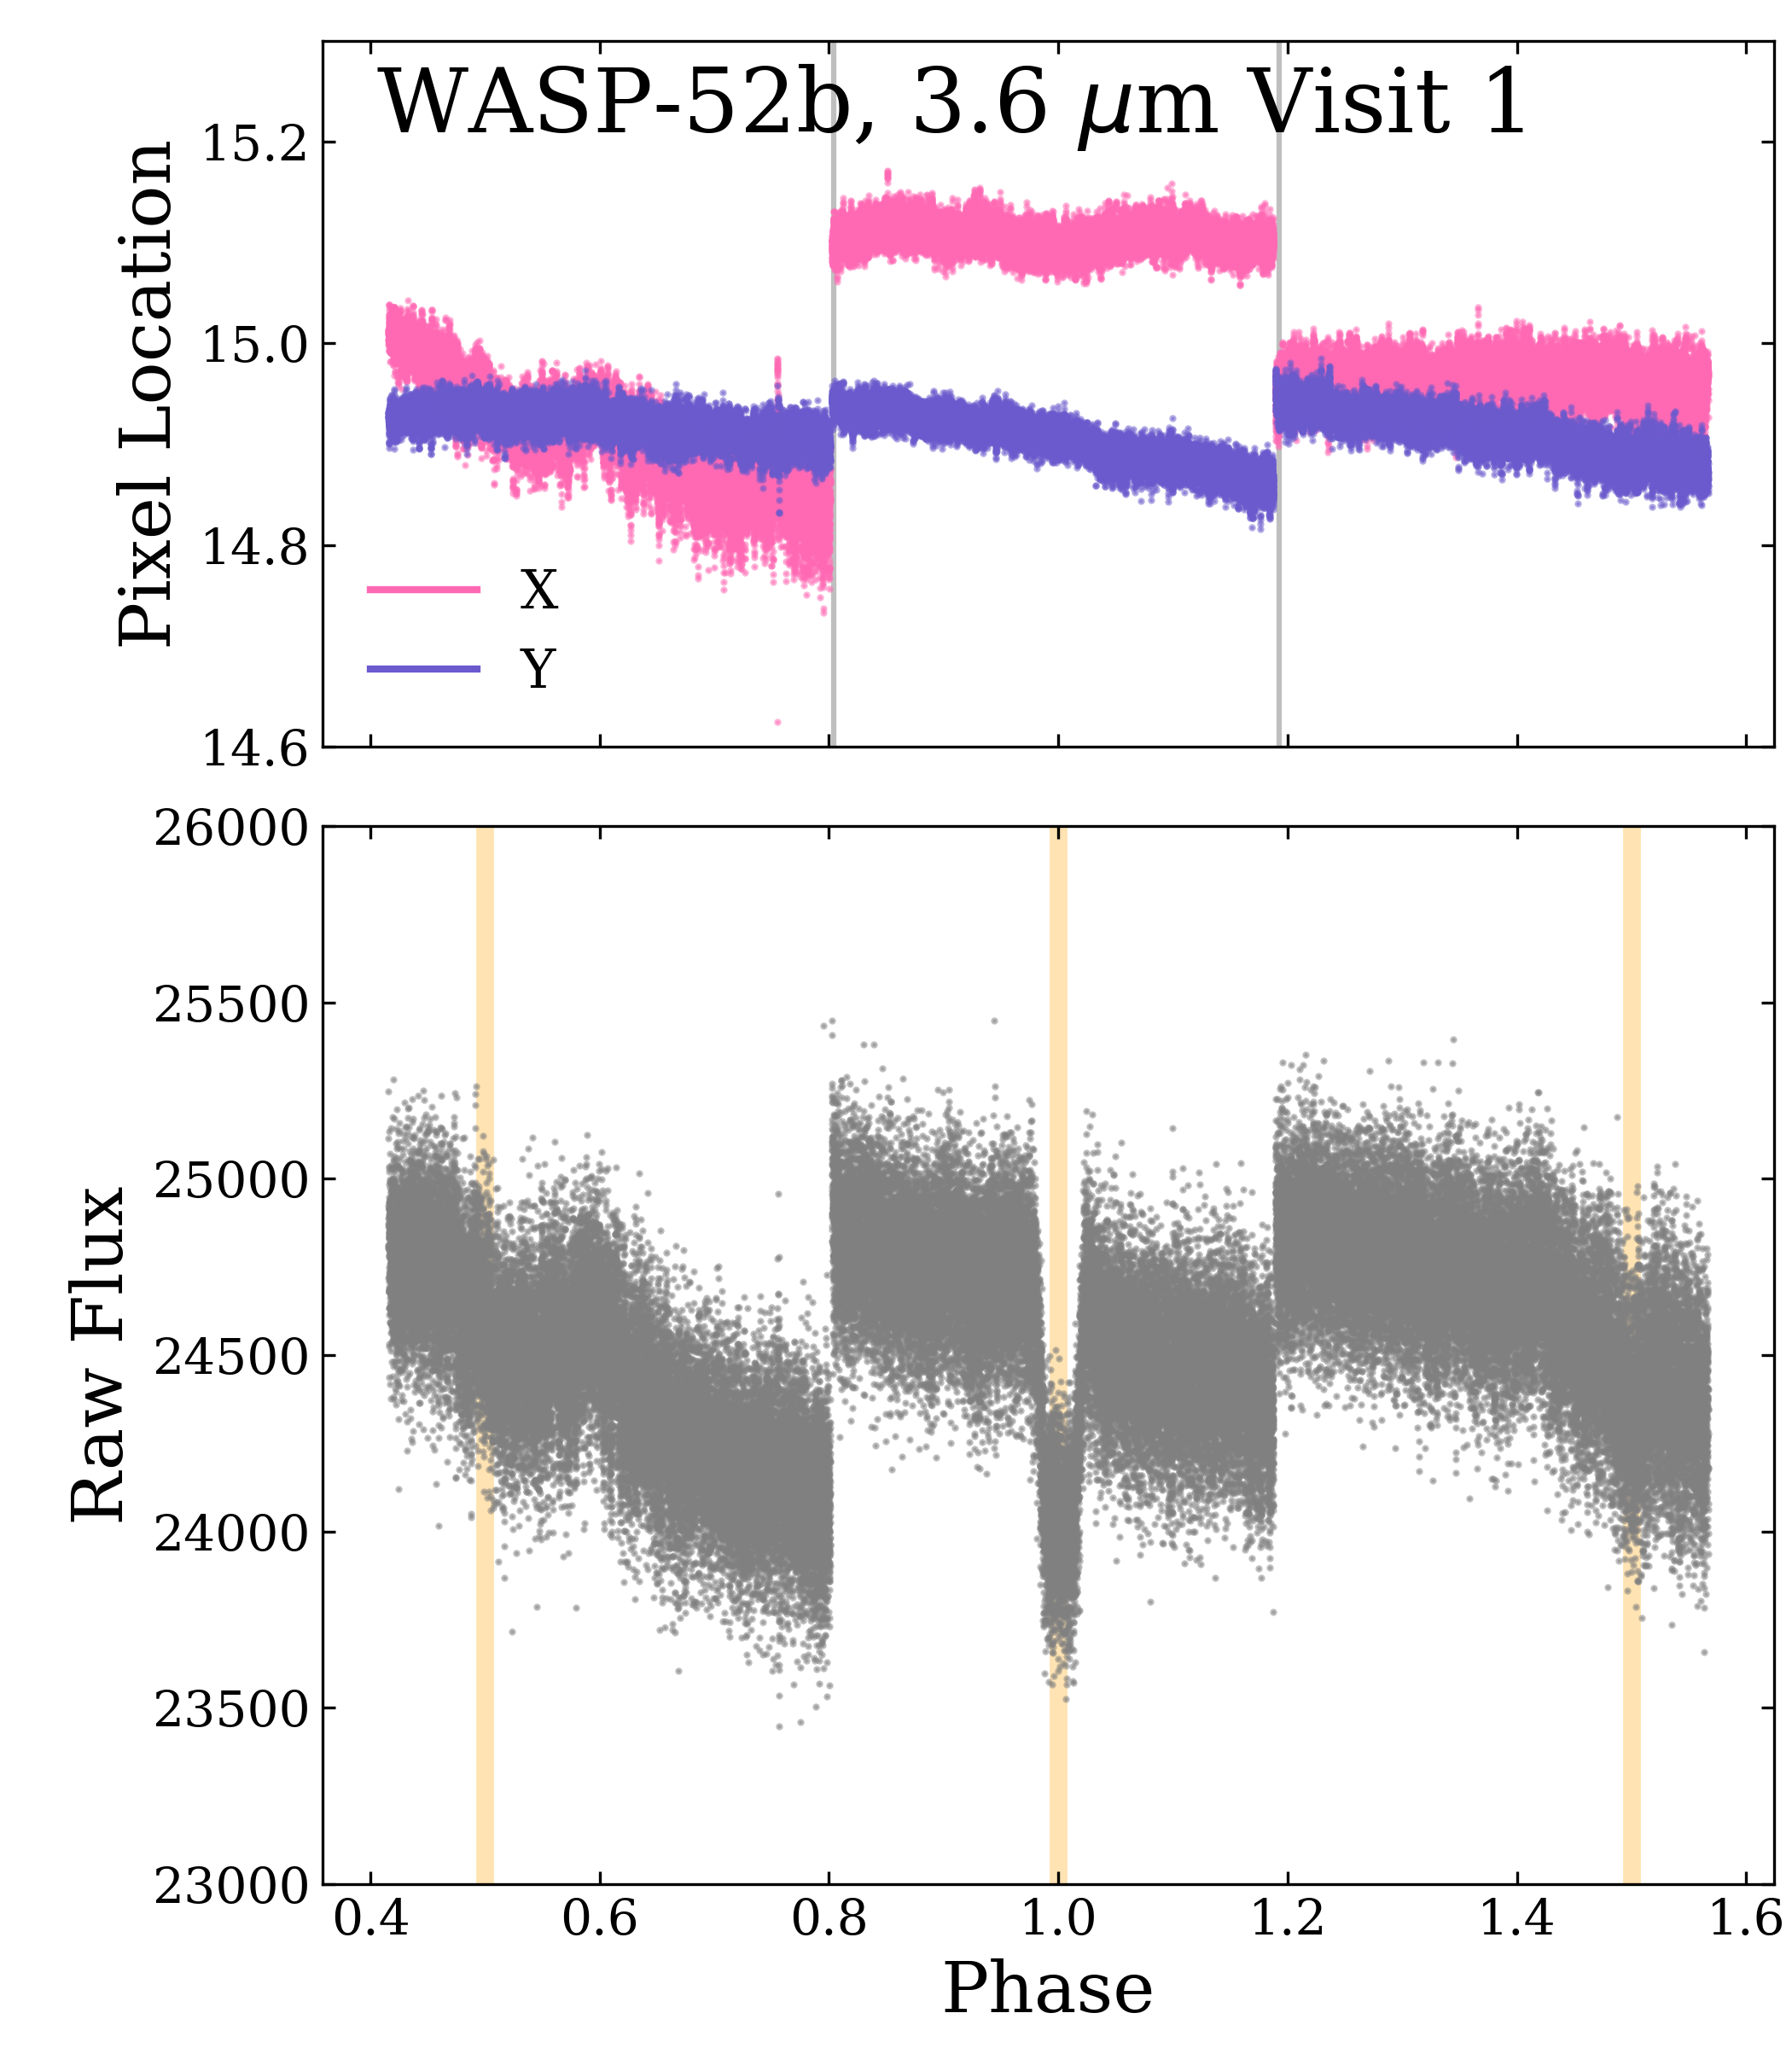 WASP-52b, 3.6 μm Visit 1
Pixel Location
15.2
15.0
14.8
14.6
X
Y
Raw Flux
26000
25500
25000
24500
24000
23500
23000
0.4 0.6 0.8 1.0 1.2 1.4 1.6
Phase